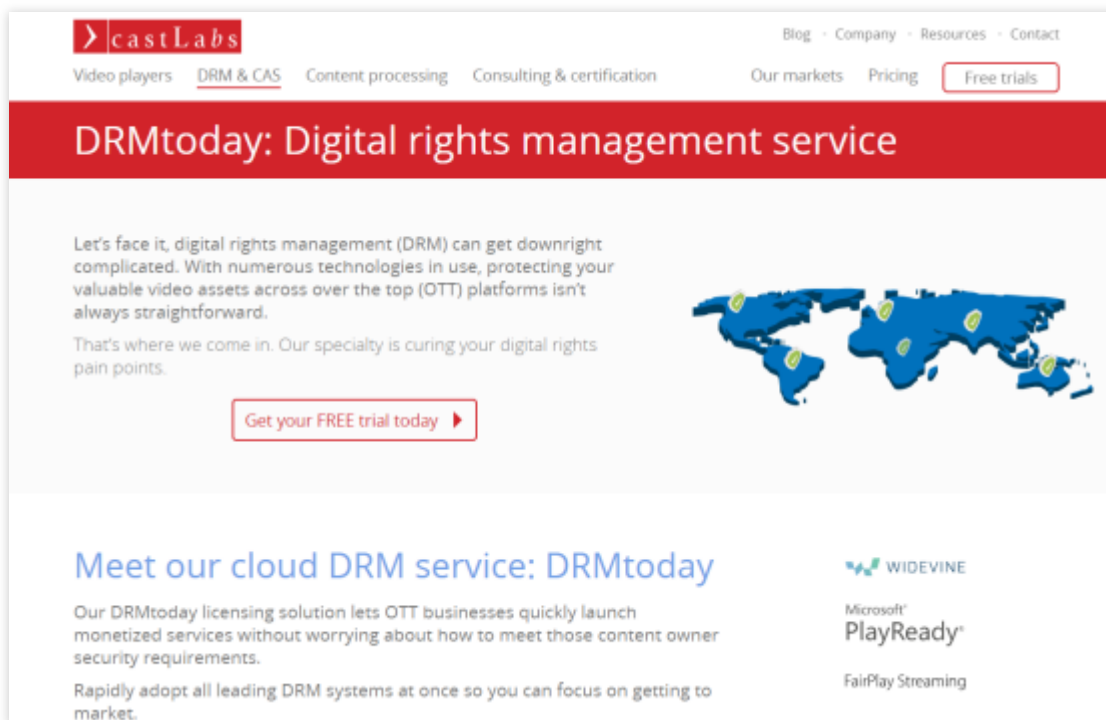 castLabs
Blog · Company · Resources · Contact
Video players DRM & CAS Content processing Consulting & certification Our markets Pricing Free trials
DRMtoday: Digital rights management service
Let's face it, digital rights management (DRM) can get downright
complicated. With numerous technologies in use, protecting your
valuable video assets across over the top (OTT) platforms isn't
always straightforward.
That's where we come in. Our specialty is curing your digital rights
pain points.
Get your FREE trial today
Meet our cloud DRM service: DRMtoday
Our DRMtoday licensing solution lets OTT businesses quickly launch
monetized services without worrying about how to meet those content owner
security requirements.
Rapidly adopt all leading DRM systems at once so you can focus on getting to
market.
WIDEVINE
Microsoft®
PlayReady®
FairPlay Streaming